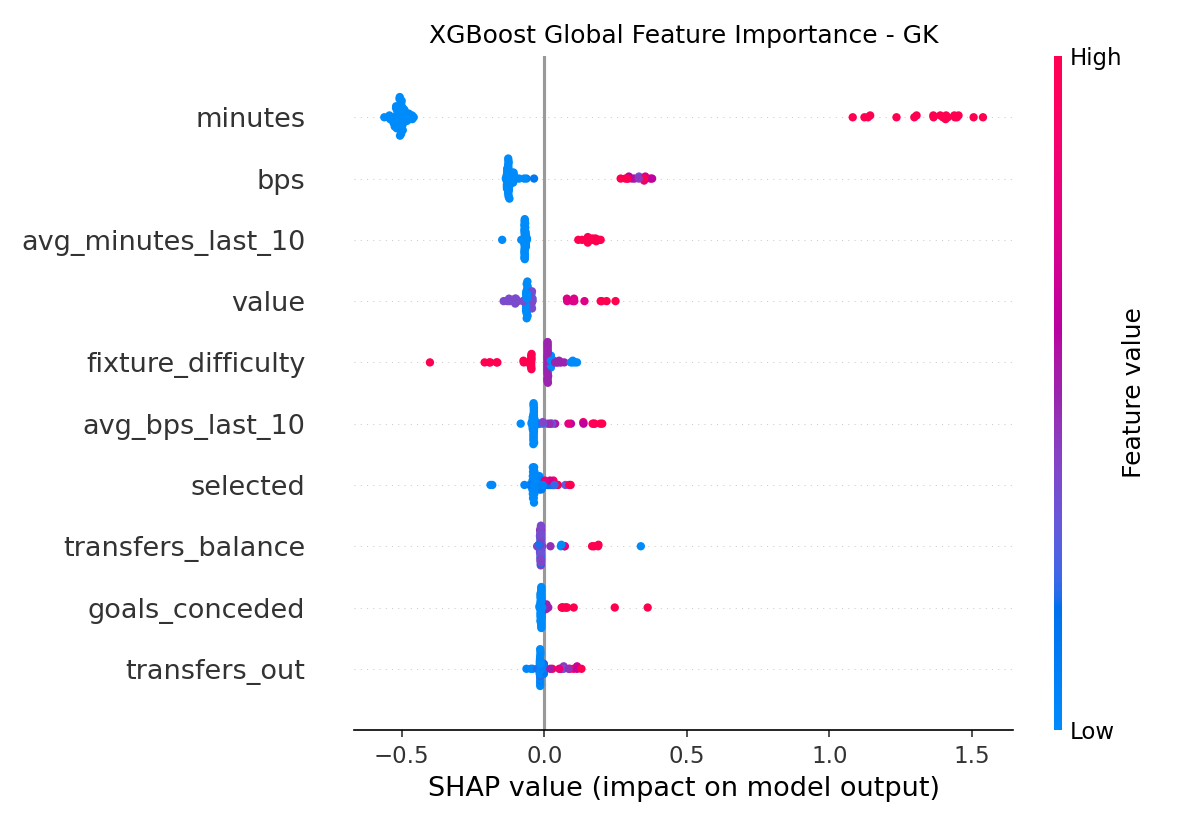 XGBoost Global Feature Importance - GK
High
minutes
bps
avg_minutes_last_10
value
fixture_difficulty
avg_bps_last_10
selected
transfers_balance
goals_conceded
transfers_out
Feature value
Low
−0.5 0.0 0.5 1.0 1.5
SHAP value (impact on model output)